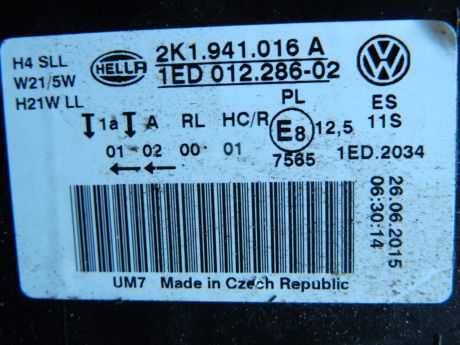 H4 SLL
W21/5W
H21W LL
HELLA
2K1.941.016 A
1ED 012.286-02
VW
PL
ES
1a A RL HC/R E8 12,5 11S
01 02 00 01 7565 1ED.2034
26.06.2015
06:30:14
UM7 Made in Czech Republic